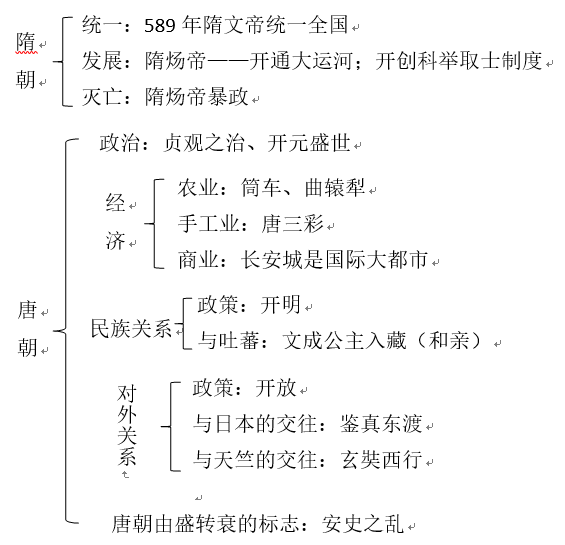 隋朝
统一：589年隋文帝统一全国
发展：隋炀帝——开通大运河；开创科举取士制度
灭亡：隋炀帝暴政
唐朝
政治：贞观之治、开元盛世
经济
农业：筒车、曲辕犁
手工业：唐三彩
商业：长安城是国际大都市
民族关系
政策：开明
与吐蕃：文成公主入藏（和亲）
对外关系
政策：开放
与日本的交往：鉴真东渡
与天竺的交往：玄奘西行
唐朝由盛转衰的标志：安史之乱